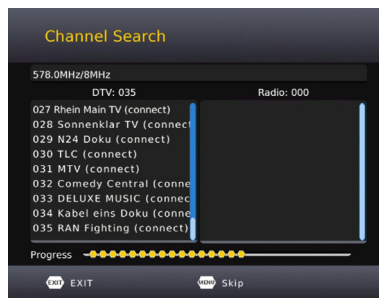 Channel Search
578.0MHz/8MHz
DTV: 035
Radio: 000
027 Rhein Main TV (connect)
028 Sonnenklar TV (connect
029 N24 Doku (connect)
030 TLC (connect)
031 MTV (connect)
032 Comedy Central (conne
033 DELUXE MUSIC (connec
034 Kabel eins Doku (conne
035 RAN Fighting (connect)
Progress
EXIT EXIT
MENU Skip